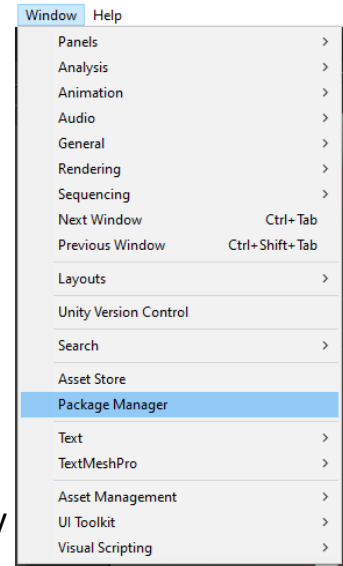 Window Help
Panels
Analysis
Animation
Audio
General
Rendering
Sequencing
Next Window Ctrl+Tab
Previous Window Ctrl+Shift+Tab
Layouts
Unity Version Control
Search
Asset Store
Package Manager
Text
TextMeshPro
Asset Management
UI Toolkit
Visual Scripting